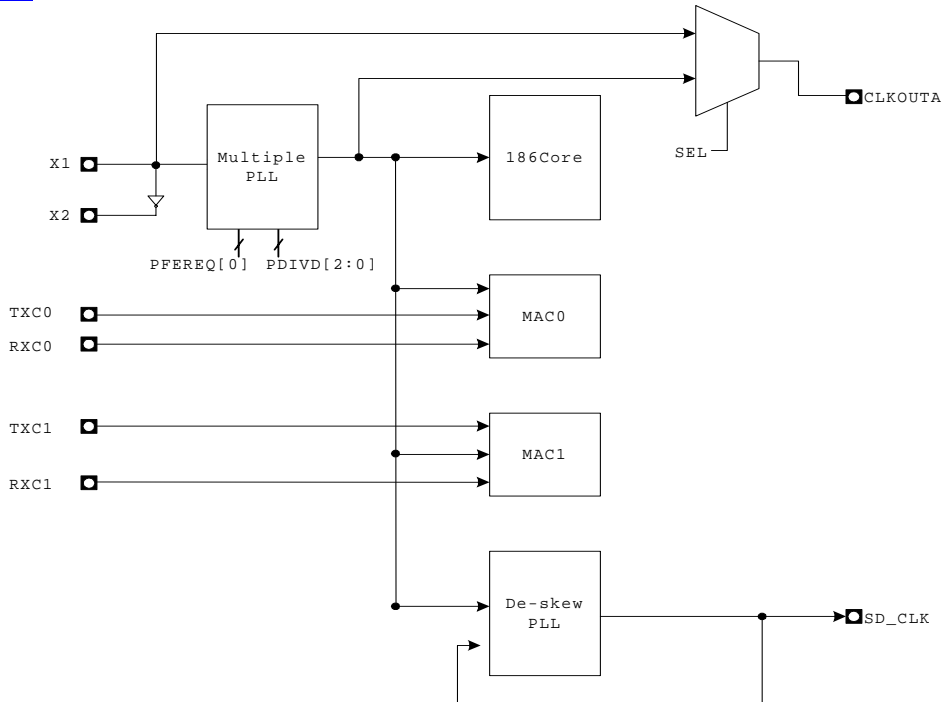 CLKOUTA
X1
Multiple
PLL
186Core
SEL
X2
PFEREQ[0] PDIVD[2:0]
TXC0
MAC0
RXC0
TXC1
MAC1
RXC1
De-skew
PLL
SD_CLK